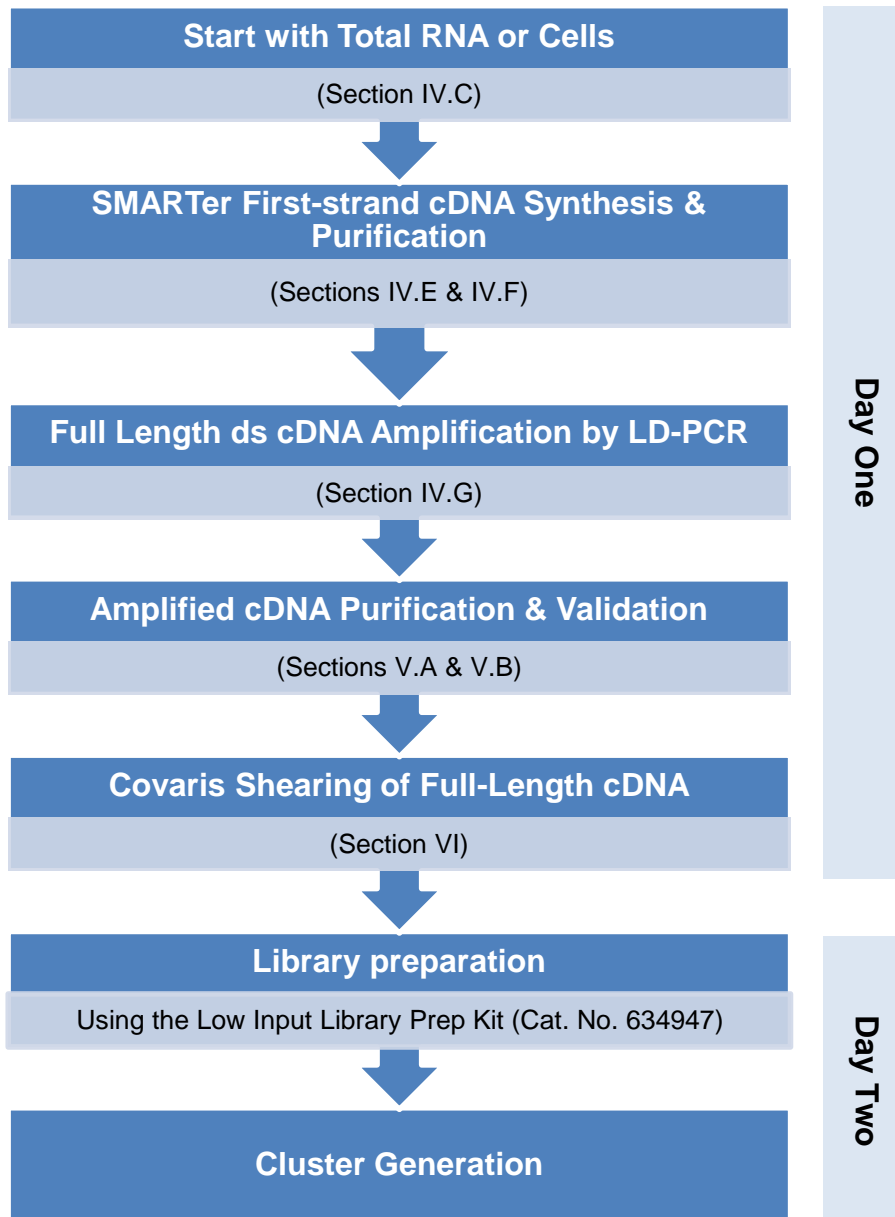 Start with Total RNA or Cells
(Section IV.C)
SMARTer First-strand cDNA Synthesis &
Purification
(Sections IV.E & IV.F)
Full Length ds cDNA Amplification by LD-PCR
(Section IV.G)
Amplified cDNA Purification & Validation
(Sections V.A & V.B)
Covaris Shearing of Full-Length cDNA
(Section VI)
Day One
Library preparation
Using the Low Input Library Prep Kit (Cat. No. 634947)
Cluster Generation
Day Two